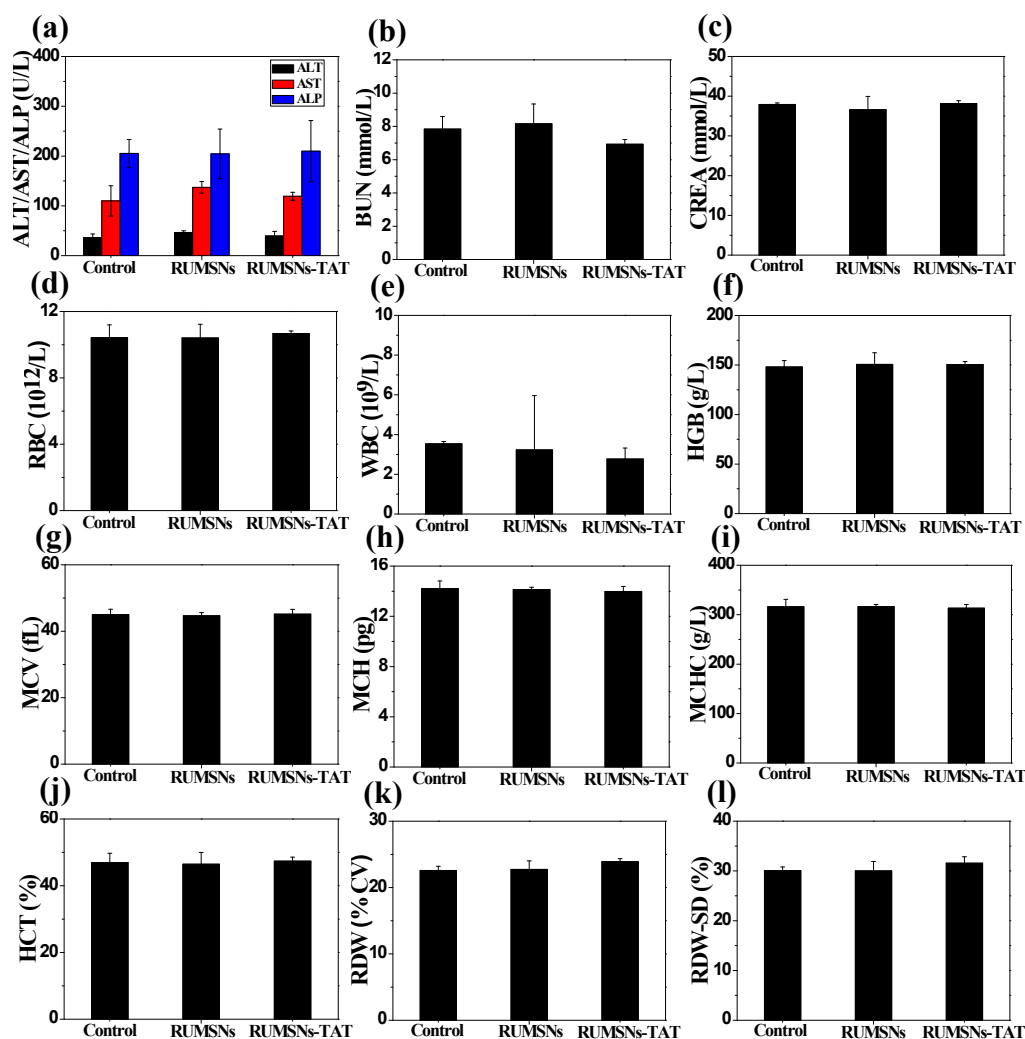 (a)
ALT/AST/ALP (U/L)
400
300
200
100
0
ALT
AST
ALP
Control RUMSNs RUMSNs-TAT
(b)
BUN (mmol/L)
12
10
8
6
4
2
0
Control RUMSNs RUMSNs-TAT
(c)
CREA (mmol/L)
50
40
30
20
10
0
Control RUMSNs RUMSNs-TAT
(d)
RBC (10¹²/L)
12
8
4
0
Control RUMSNs RUMSNs-TAT
(e)
WBC (10⁹/L)
10
8
6
4
2
0
Control RUMSNs RUMSNs-TAT
(f)
HGB (g/L)
200
150
100
50
0
Control RUMSNs RUMSNs-TAT
(g)
MCV (fL)
60
40
20
0
Control RUMSNs RUMSNs-TAT
(h)
MCH (pg)
16
12
8
4
0
Control RUMSNs RUMSNs-TAT
(i)
MCHC (g/L)
400
300
200
100
0
Control RUMSNs RUMSNs-TAT
(j)
HCT (%)
60
40
20
0
Control RUMSNs RUMSNs-TAT
(k)
RDW (%CV)
30
20
10
0
Control RUMSNs RUMSNs-TAT
(l)
RDW-SD (%)
40
30
20
10
0
Control RUMSNs RUMSNs-TAT